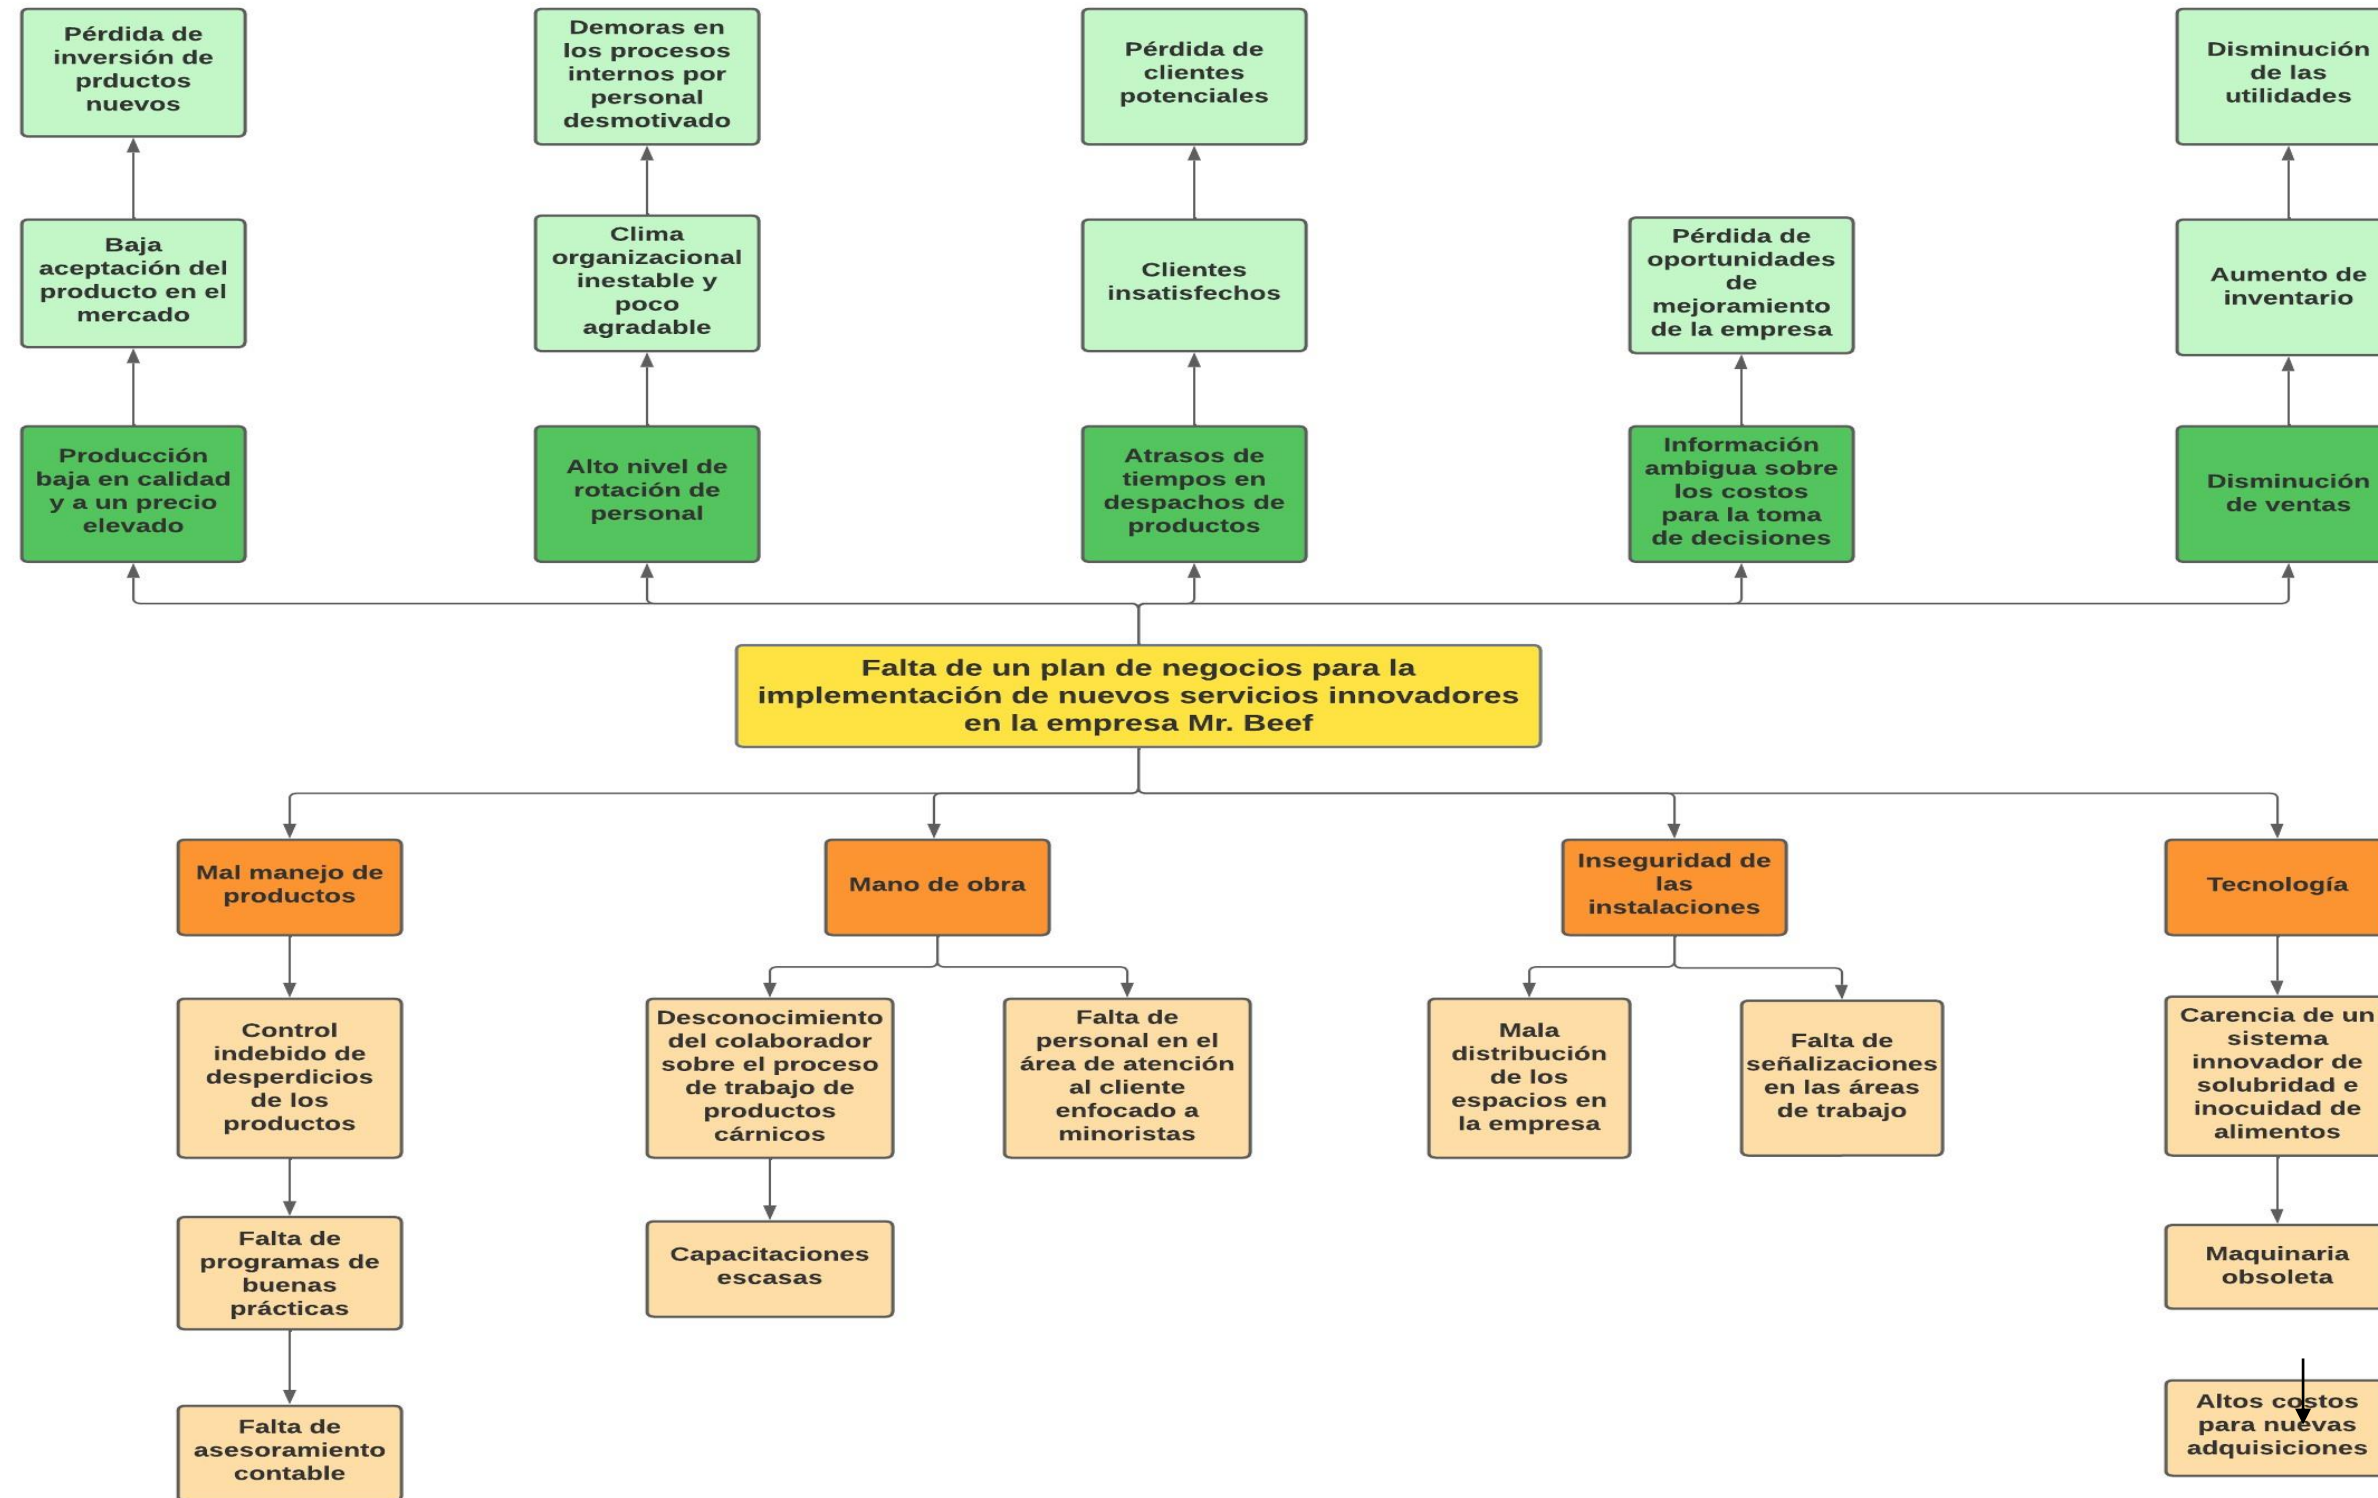 Pérdida de
inversión de
prductos
nuevos
Demoras en
los procesos
internos por
personal
desmotivado
Pérdida de
clientes
potenciales
Disminución
de las
utilidades
Baja
aceptación del
producto en el
mercado
Clima
organizacional
inestable y
poco
agradable
Clientes
insatisfechos
Pérdida de
oportunidades
de
mejoramiento
de la empresa
Aumento de
inventario
Producción
baja en calidad
y a un precio
elevado
Alto nivel de
rotación de
personal
Atrasos de
tiempos en
despachos de
productos
Información
ambigua sobre
los costos
para la toma
de decisiones
Disminución
de ventas
Falta de un plan de negocios para la
implementación de nuevos servicios innovadores
en la empresa Mr. Beef
Mal manejo de
productos
Mano de obra
Inseguridad de
las
instalaciones
Tecnología
Control
indebido de
desperdicios
de los
productos
Desconocimiento
del colaborador
sobre el proceso
de trabajo de
productos
cárnicos
Falta de
personal en el
área de atención
al cliente
enfocado a
minoristas
Mala
distribución
de los
espacios en
la empresa
Falta de
señalizaciones
en las áreas
de trabajo
Carencia de un
sistema
innovador de
solubridad e
inocuidad de
alimentos
Falta de
programas de
buenas
prácticas
Capacitaciones
escasas
Maquinaria
obsoleta
Falta de
asesoramiento
contable
Altos costos
para nuevas
adquisiciones